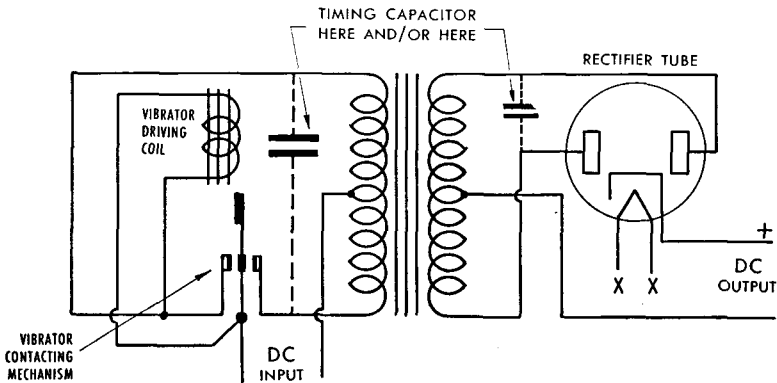 TIMING CAPACITOR
HERE AND/OR HERE
RECTIFIER TUBE
VIBRATOR
DRIVING
COIL
+
DC
OUTPUT
X X
VIBRATOR
CONTACTING
MECHANISM
DC
INPUT